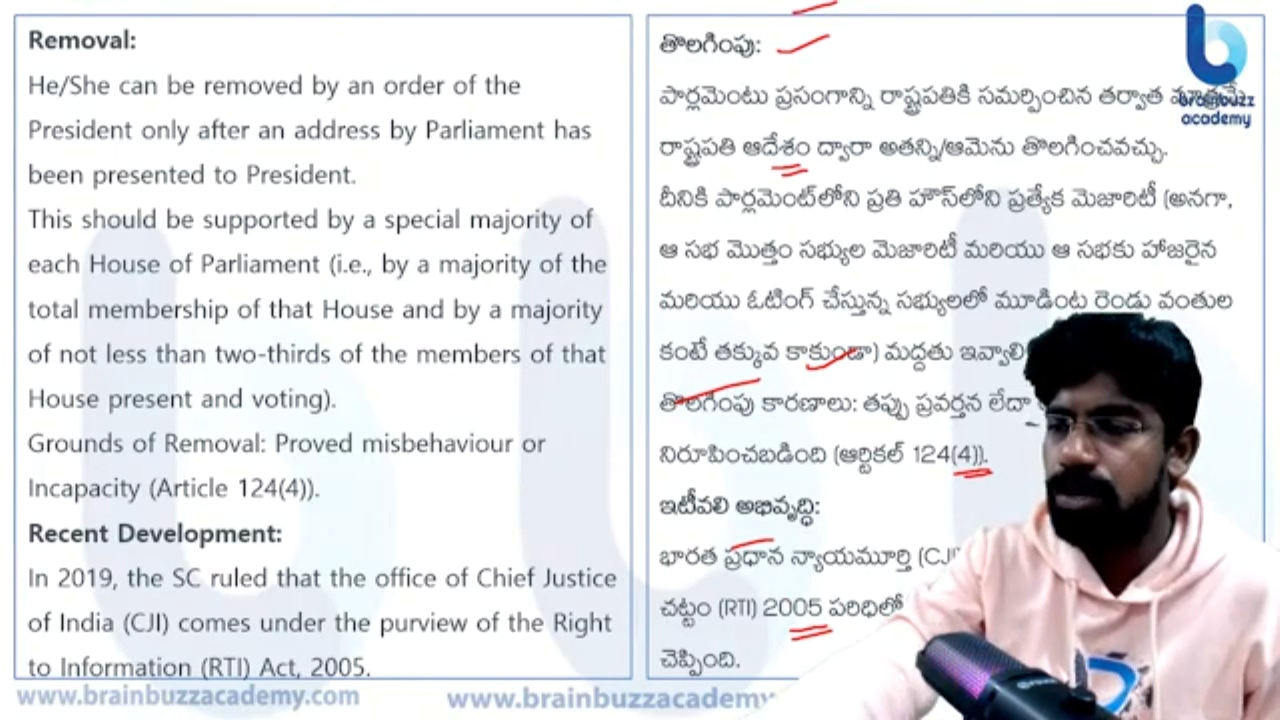 Removal:
He/She can be removed by an order of the
President only after an address by Parliament has
been presented to President.
This should be supported by a special majority of
each House of Parliament (i.e., by a majority of the
total membership of that House and by a majority
of not less than two-thirds of the members of that
House present and voting).
Grounds of Removal: Proved misbehaviour or
Incapacity (Article 124(4)).
Recent Development:
In 2019, the SC ruled that the office of Chief Justice
of India (CJI) comes under the purview of the Right
to Information (RTI) Act, 2005.
తొలగింపు:
పార్లమెంటు ప్రసంగాన్ని రాష్ట్రపతికి సమర్పించిన తర్వాత మాత్రమే
రాష్ట్రపతి ఆదేశం ద్వారా అతన్ని/ఆమెను తొలగించవచ్చు.
దీనికి పార్లమెంట్‌లోని ప్రతి హౌస్‌లోని ప్రత్యేక మెజారిటీ (అనగా,
ఆ సభ మొత్తం సభ్యుల మెజారిటీ మరియు ఆ సభకు హాజరైన
మరియు ఓటింగ్ చేస్తున్న సభ్యులలో మూడింట రెండు వంతుల
కంటే తక్కువ కాకుండా) మద్దతు
తొలగింపు కారణాలు: తప్పు ప్రవర్తన లేదా
నిరూపించబడింది (ఆర్టికల్ 124(4)).
ఇటీవలి అభివృద్ధి:
భారత ప్రధాన న్యాయమూర్తి
చట్టం (RTI) 2005 పరిధిలో
చెప్పింది.
brainbuzz
academy
www.brainbuzzacademy.com
www.brainbuzzacademy